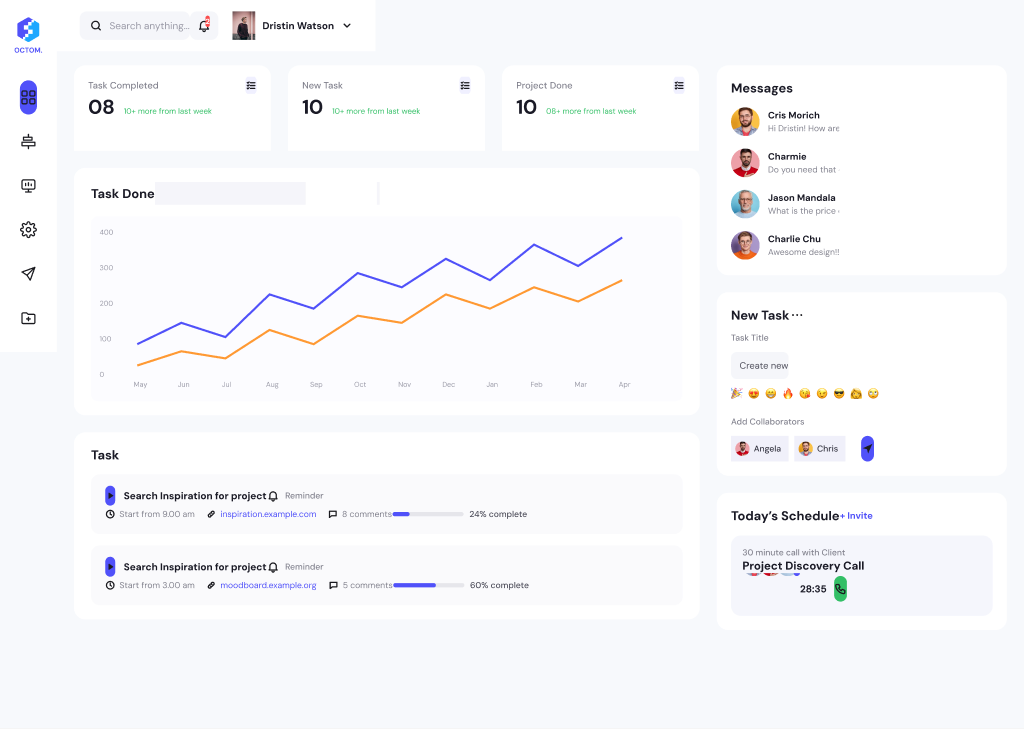 OCTOM.
Search anything...
Dristin Watson
Task Completed
08 10+ more from last week
New Task
10 10+ more from last week
Project Done
10 08+ more from last week
Task Done
400
300
200
100
0
May Jun Jul Aug Sep Oct Nov Dec Jan Feb Mar Apr
Task
Search Inspiration for project Reminder
Start from 9.00 am inspiration.example.com 8 comments 24% complete
Search Inspiration for project Reminder
Start from 3.00 am moodboard.example.org 5 comments 60% complete
Messages
Cris Morich
Hi Dristin! How are
Charmie
Do you need that
Jason Mandala
What is the price
Charlie Chu
Awesome design!!
New Task ...
Task Title
Create new
Add Collaborators
Angela Chris
Today’s Schedule + Invite
30 minute call with Client
Project Discovery Call
28:35